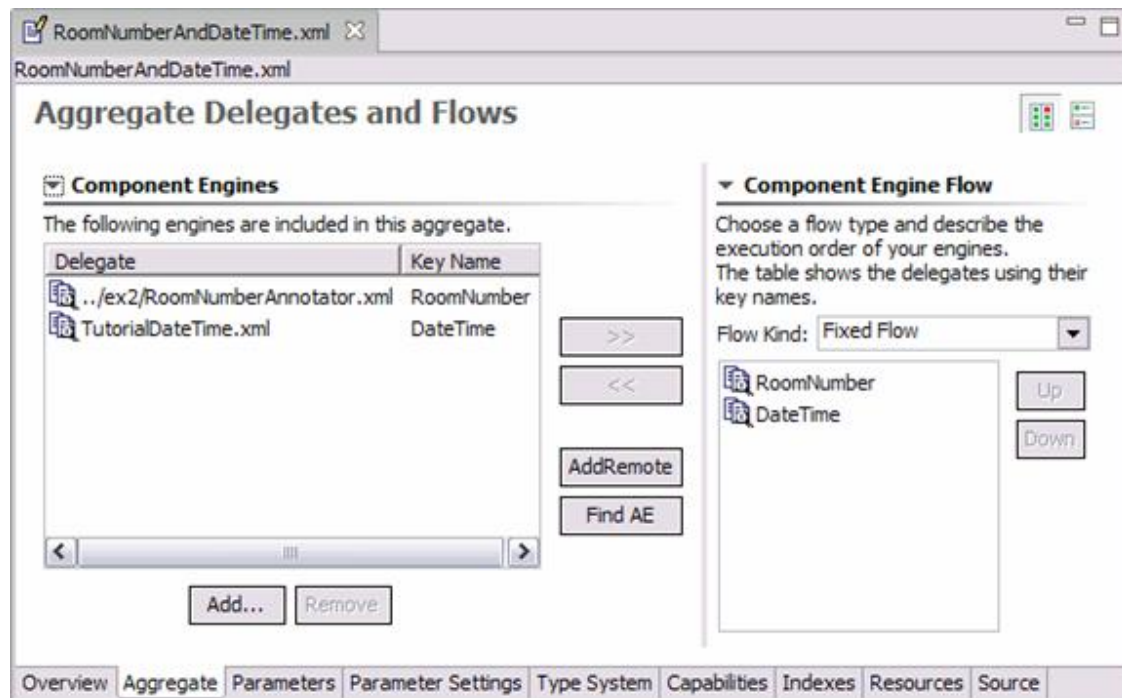 RoomNumberAndDateTime.xml
RoomNumberAndDateTime.xml
Aggregate Delegates and Flows
Component Engines
The following engines are included in this aggregate.
Delegate Key Name
../ex2/RoomNumberAnnotator.xml RoomNumber
TutorialDateTime.xml DateTime
>>
<<
AddRemote
Find AE
Add... Remove
Component Engine Flow
Choose a flow type and describe the
execution order of your engines.
The table shows the delegates using their
key names.
Flow Kind: Fixed Flow
RoomNumber
DateTime
Up
Down
Overview Aggregate Parameters Parameter Settings Type System Capabilities Indexes Resources Source